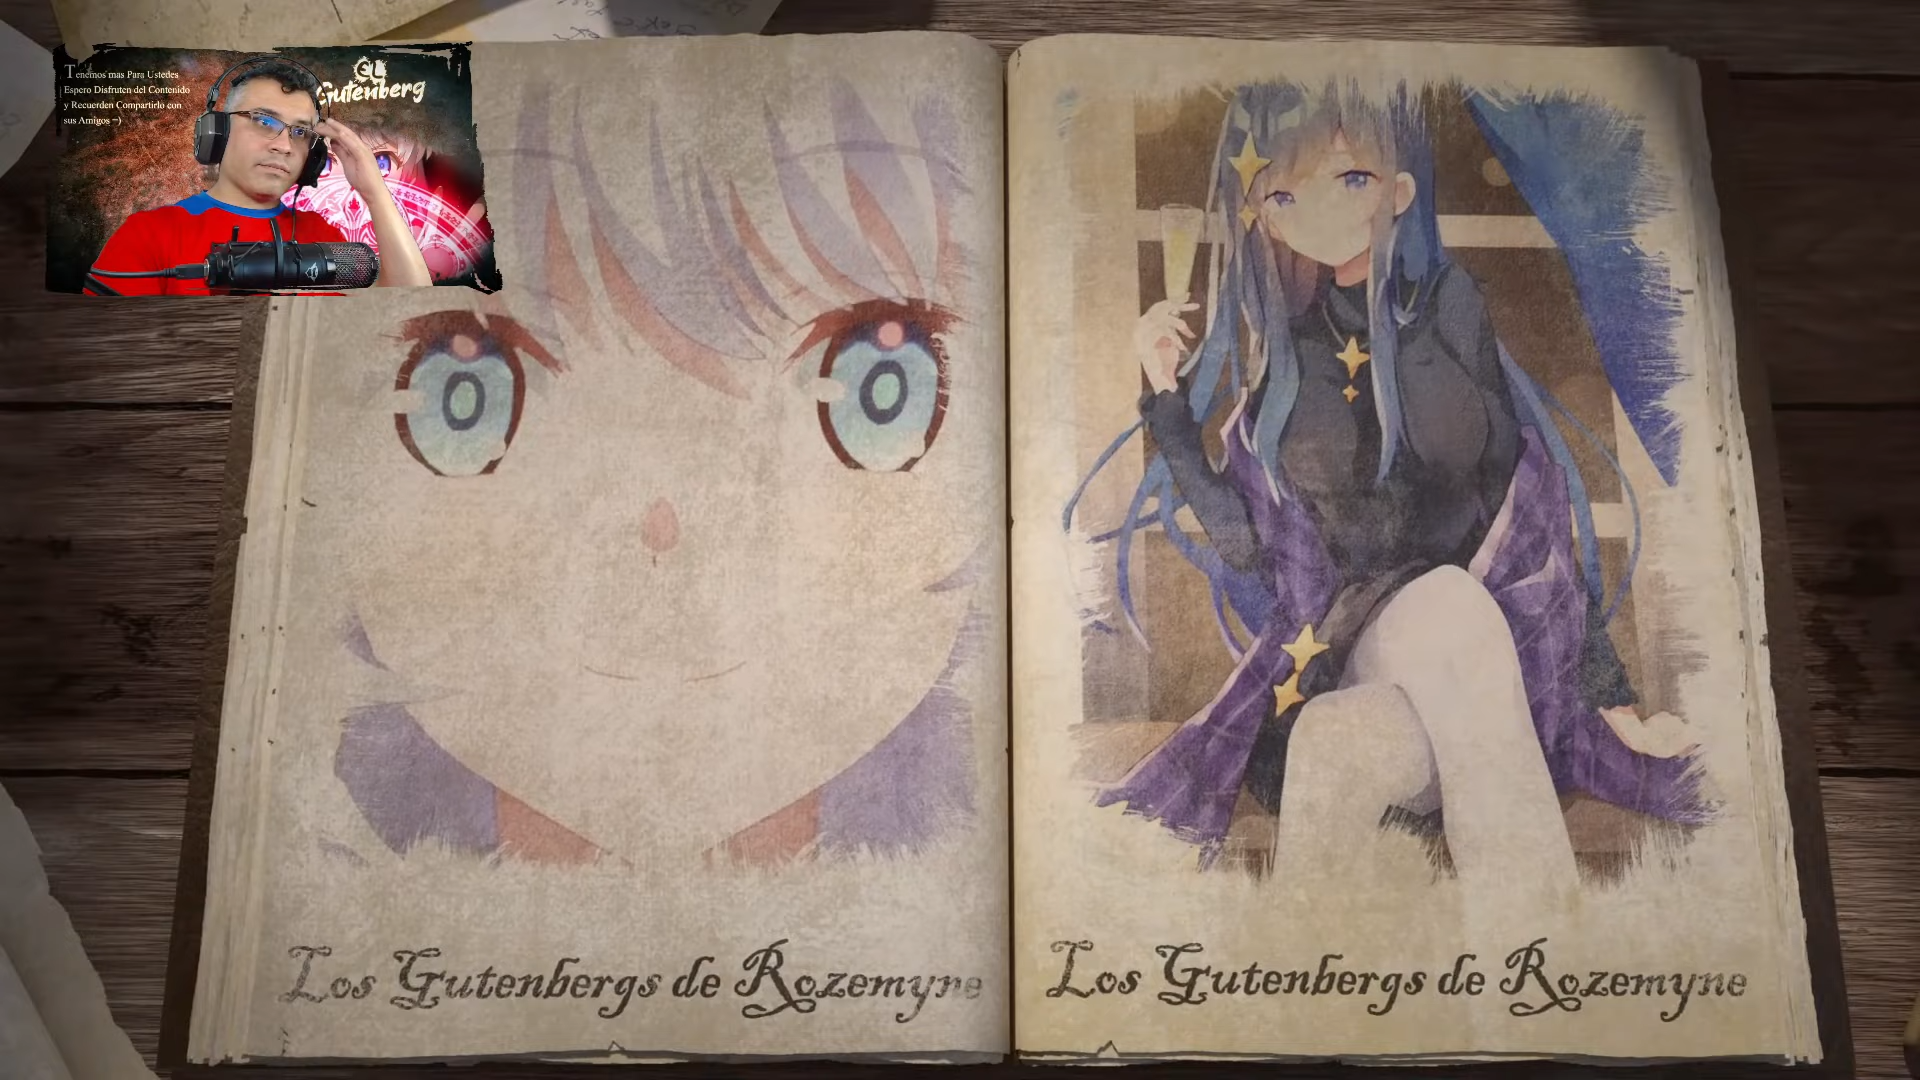 Tenemos mas Para Ustedes
Espero Disfruten del Contenido
y Recuerden Compartirlo con
sus Amigos =)
EL
Gutenberg
Los Gutenbergs de Rozemyne
Los Gutenbergs de Rozemyne